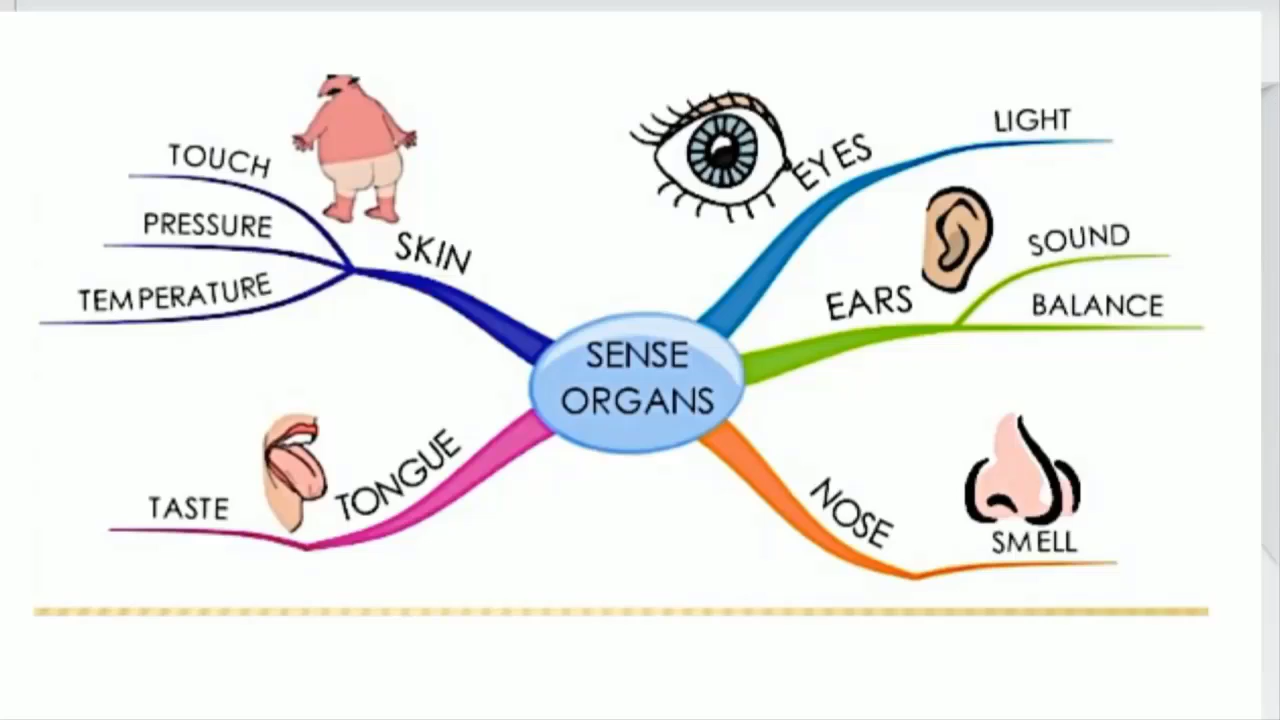 SENSE
ORGANS
EYES
LIGHT
EARS
SOUND
BALANCE
NOSE
SMELL
TONGUE
TASTE
SKIN
TOUCH
PRESSURE
TEMPERATURE